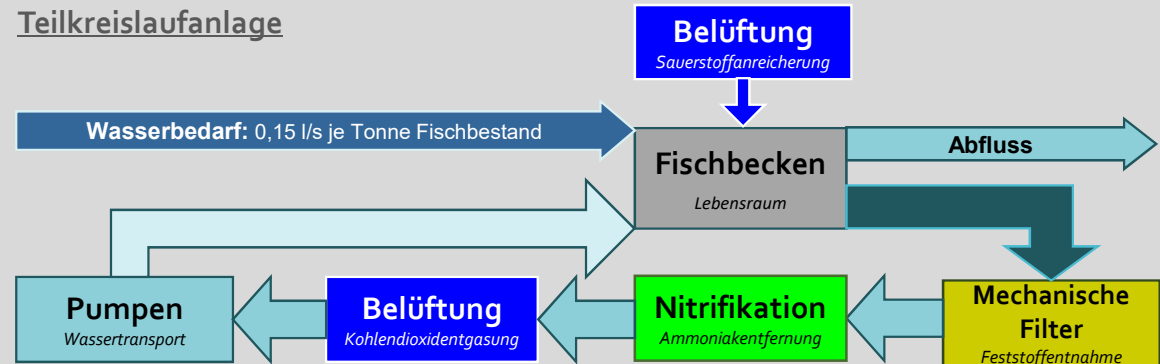 Teilkreislaufanlage
Belüftung
Sauerstoffanreicherung
Wasserbedarf: 0,15 l/s je Tonne Fischbestand
Fischbecken
Lebensraum
Abfluss
Pumpen
Wassertransport
Belüftung
Kohlendioxidentgasung
Nitrifikation
Ammoniakentfernung
Mechanische
Filter
Feststoffentnahme